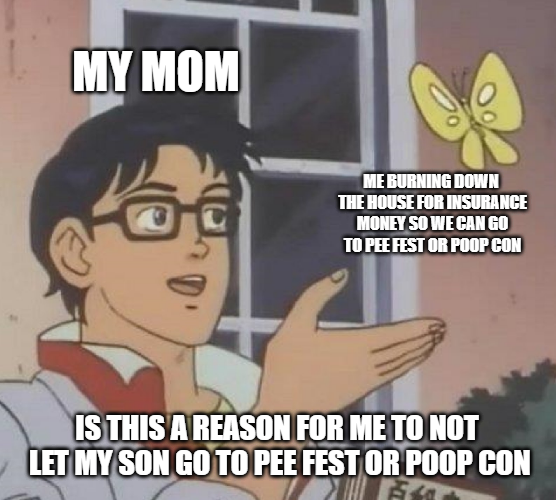 MY MOM
ME BURNING DOWN
THE HOUSE FOR INSURANCE
MONEY SO WE CAN GO
TO PEE FEST OR POOP CON
IS THIS A REASON FOR ME TO NOT
LET MY SON GO TO PEE FEST OR POOP CON